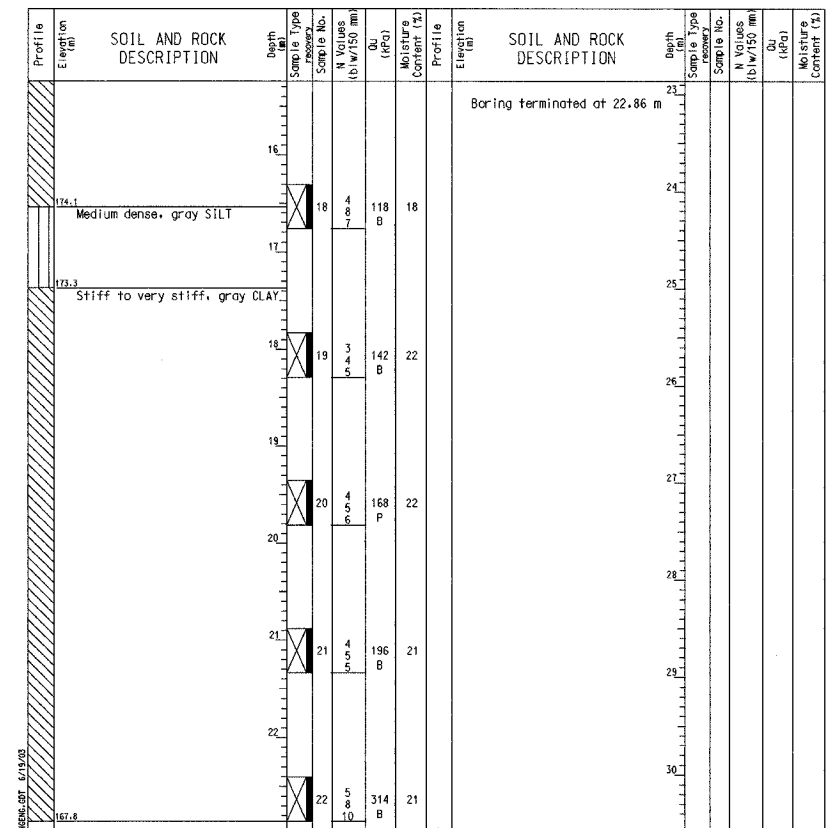 Profile
Elevation (m)
SOIL AND ROCK DESCRIPTION
Depth (m)
Sample Type recovery
Sample No.
N Values (blw/150 mm)
Qu (kPa)
Moisture Content (%)
Profile
Elevation (m)
SOIL AND ROCK DESCRIPTION
Depth (m)
Sample Type recovery
Sample No.
N Values (blw/150 mm)
Qu (kPa)
Moisture Content (%)
16
174.1
18
4
8
7
118
B
18
Medium dense, gray SILT
17
173.3
Stiff to very stiff, gray CLAY
18
19
3
4
5
142
B
22
19
20
4
5
6
168
P
22
20
21
21
4
5
5
196
B
21
22
22
5
8
10
314
B
21
167.8
23
Boring terminated at 22.86 m
24
25
26
27
28
29
30
GENG.GDT 6/19/03